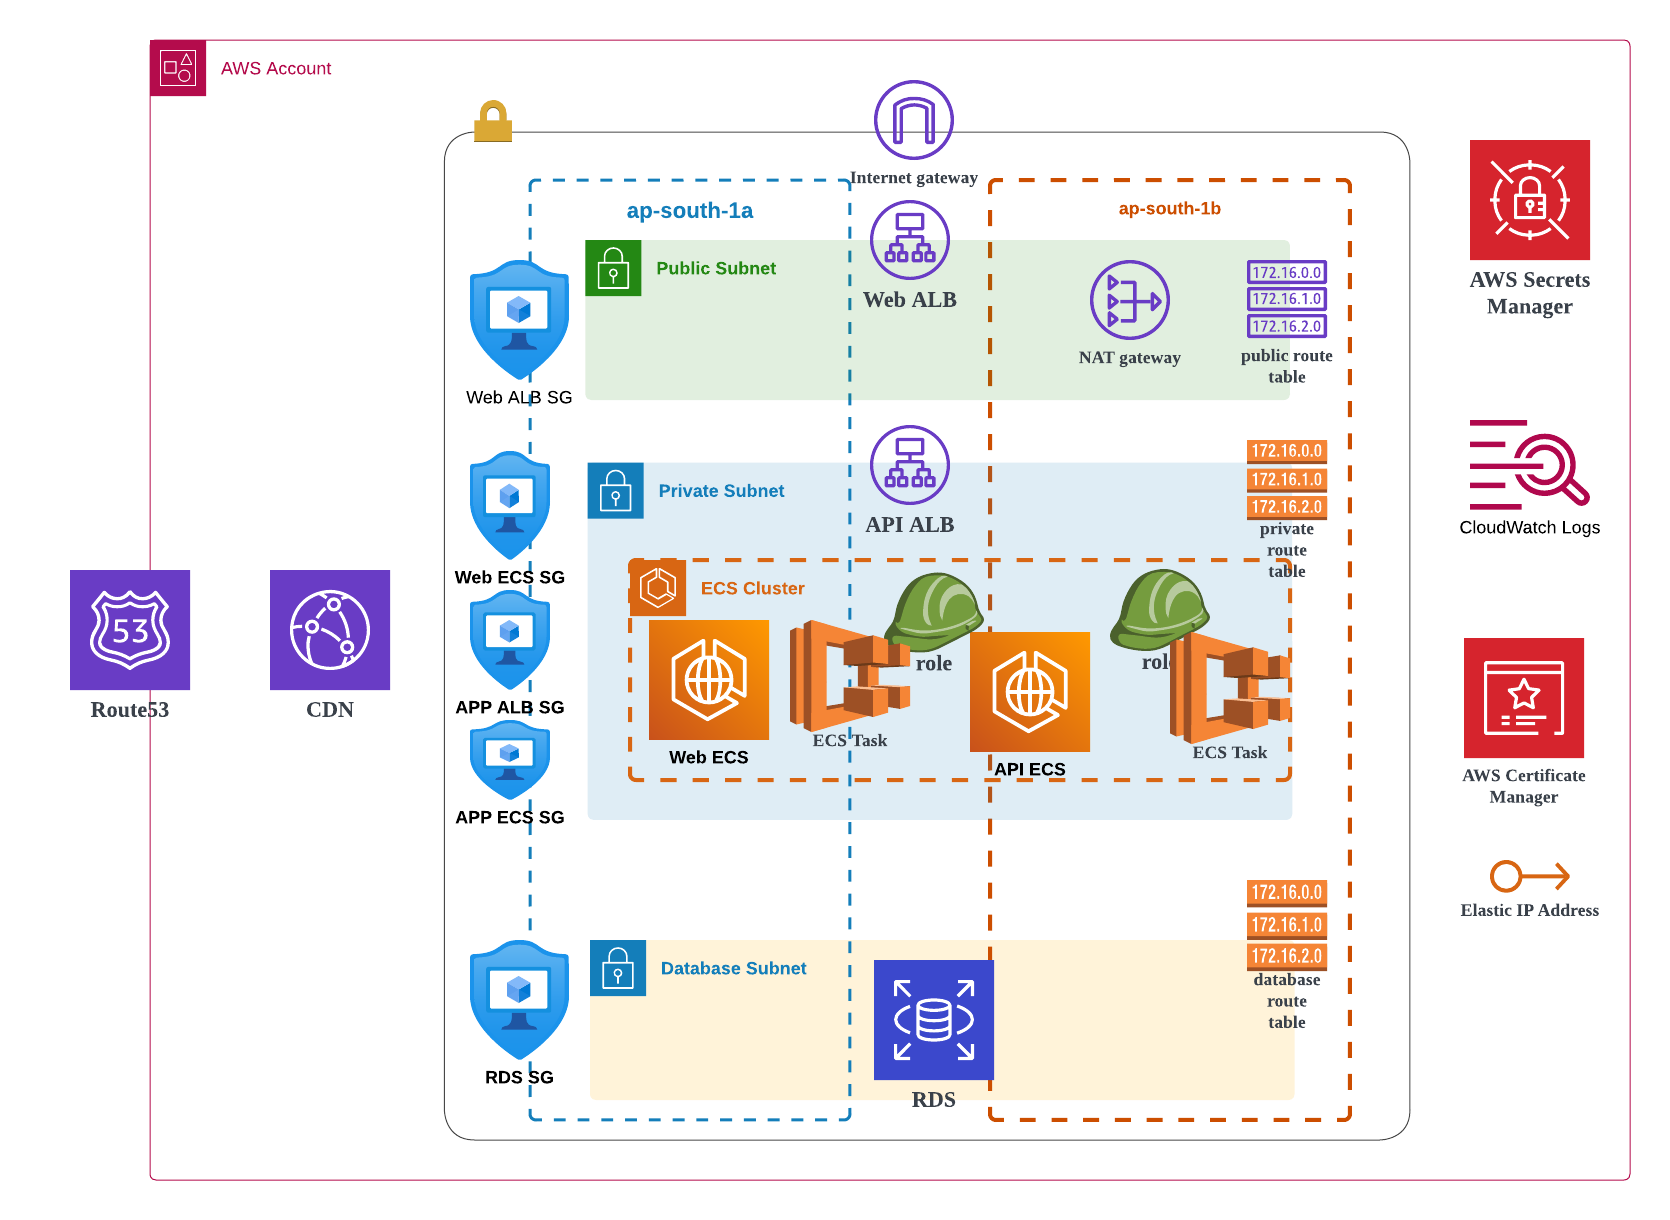 AWS Account
Internet gateway
ap-south-1a
ap-south-1b
Public Subnet
Web ALB
NAT gateway
172.16.0.0
172.16.1.0
172.16.2.0
public route
table
Web ALB SG
AWS Secrets
Manager
Private Subnet
API ALB
172.16.0.0
172.16.1.0
172.16.2.0
private
route
table
CloudWatch Logs
Web ECS SG
ECS Cluster
53
Route53
CDN
APP ALB SG
APP ECS SG
role
role
Web ECS
ECS Task
API ECS
ECS Task
AWS Certificate
Manager
Elastic IP Address
Database Subnet
172.16.0.0
172.16.1.0
172.16.2.0
database
route
table
RDS SG
RDS